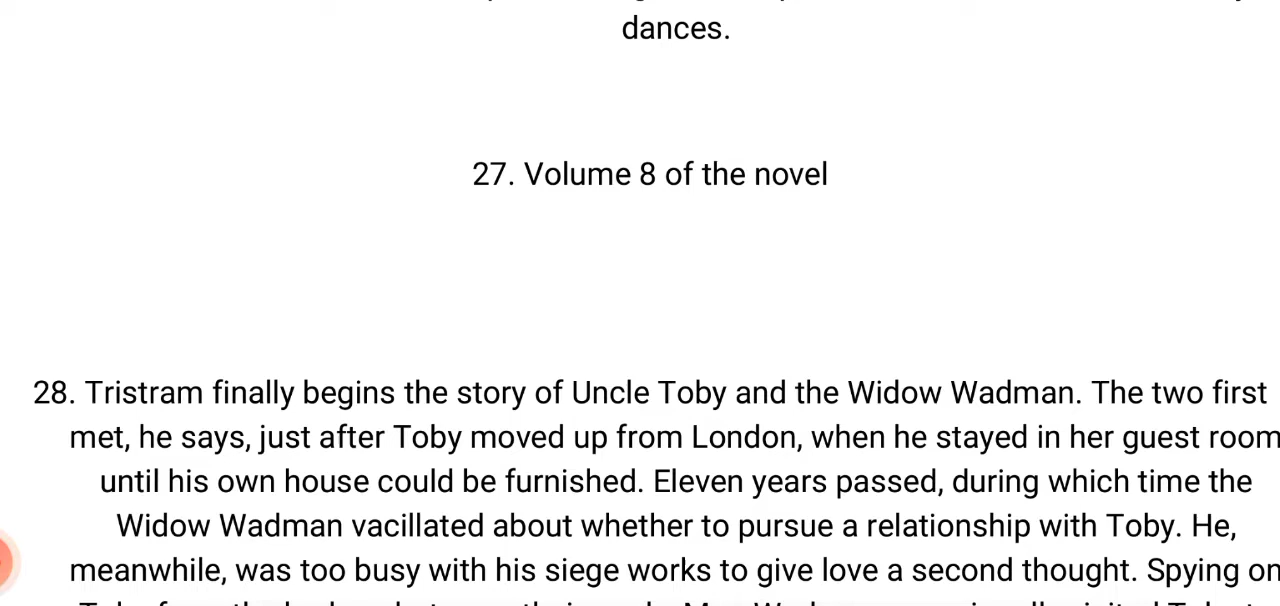 dances.
27. Volume 8 of the novel
28. Tristram finally begins the story of Uncle Toby and the Widow Wadman. The two first
met, he says, just after Toby moved up from London, when he stayed in her guest room
until his own house could be furnished. Eleven years passed, during which time the
Widow Wadman vacillated about whether to pursue a relationship with Toby. He,
meanwhile, was too busy with his siege works to give love a second thought. Spying on